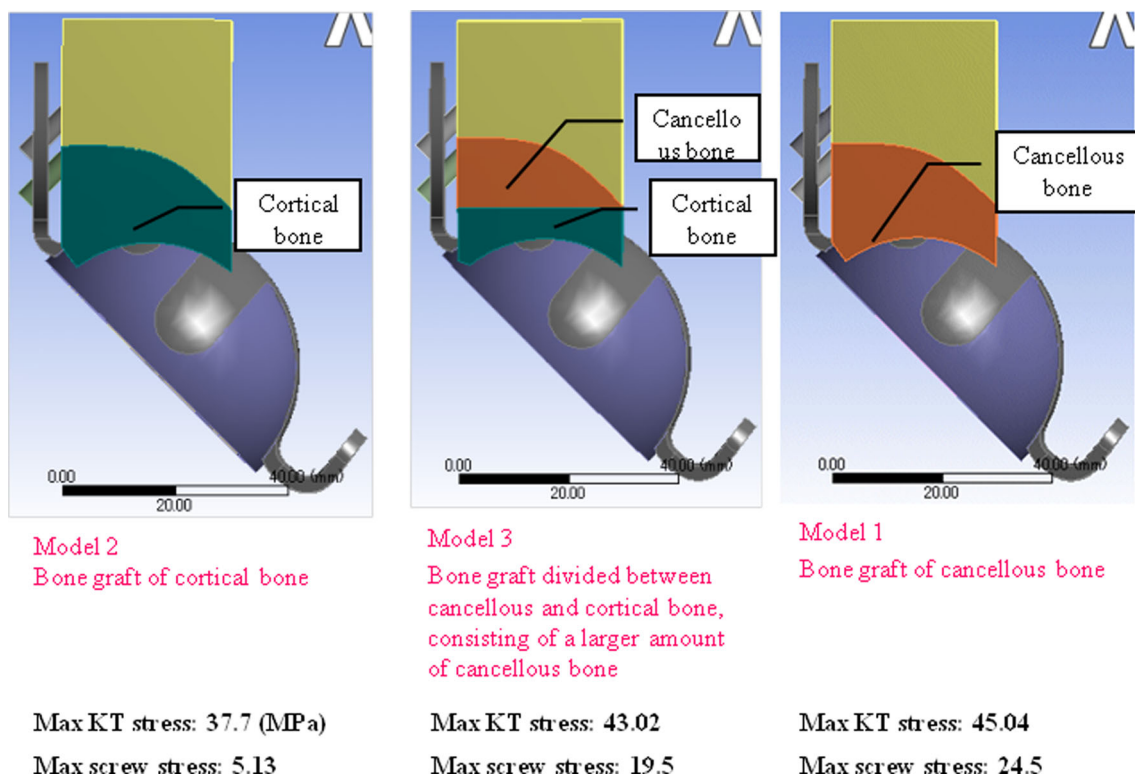 Cortical
bone
0.00
40.00 (mm)
20.00
Model 2
Bone graft of cortical bone
Max KT stress: 37.7 (MPa)
Max screw stress: 5.13
Cancello
us bone
Cortical
bone
0.00
40.00 (mm)
20.00
Model 3
Bone graft divided between
cancellous and cortical bone,
consisting of a larger amount
of cancellous bone
Max KT stress: 43.02
Max screw stress: 19.5
Cancellous
bone
0.00
40.00 (mm)
20.00
Model 1
Bone graft of cancellous bone
Max KT stress: 45.04
Max screw stress: 24.5